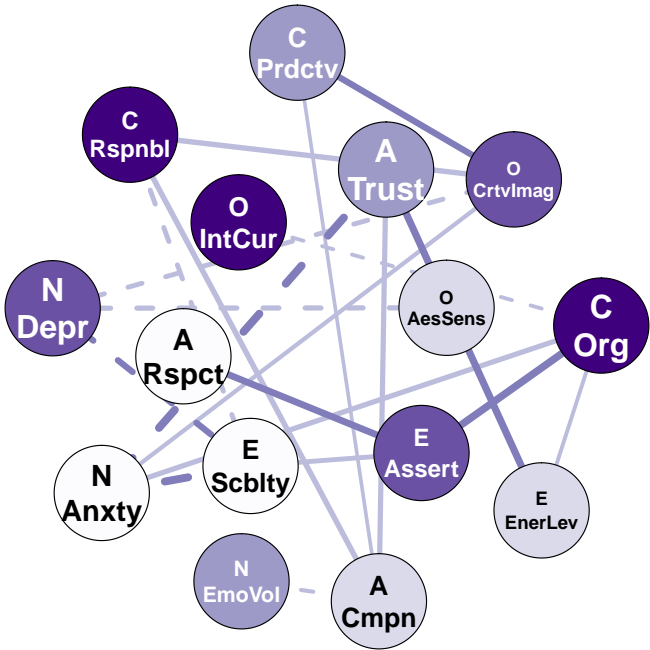 C
Prdctv
C
Rspnbl
A
Trust
O
CrtvImag
O
IntCur
N
Depr
O
AesSens
C
Org
A
Rspct
E
Scblty
E
Assert
N
Anxty
E
EnerLev
N
EmoVol
A
Cmpn